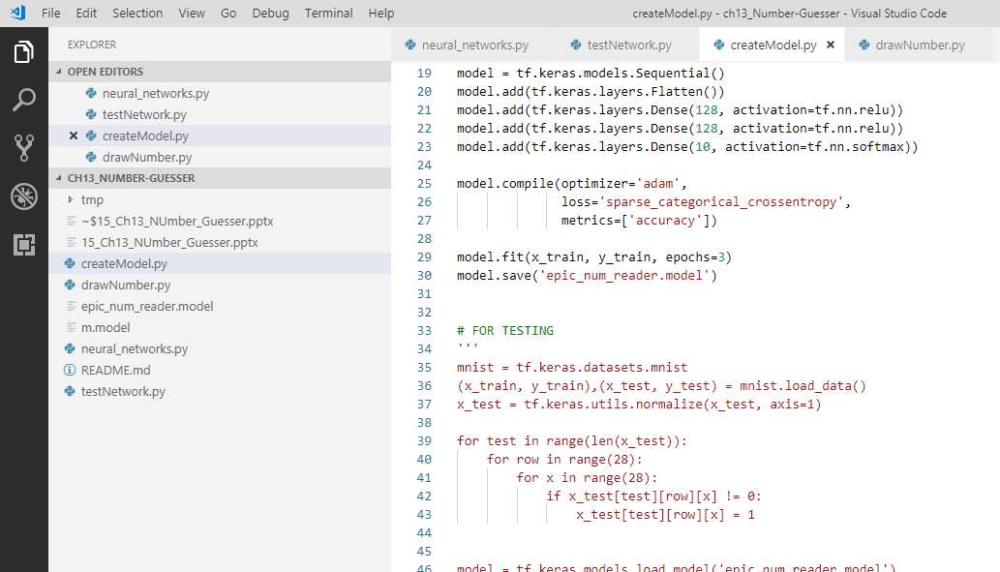 File Edit Selection View Go Debug Terminal Help createModel.py - ch13_Number-Guesser - Visual Studio Code
EXPLORER
OPEN EDITORS
neural_networks.py
testNetwork.py
createModel.py
drawNumber.py
CH13_NUMBER-GUESSER
tmp
~$15_Ch13_NUmber_Guesser.pptx
15_Ch13_NUmber_Guesser.pptx
createModel.py
drawNumber.py
epic_num_reader.model
m.model
neural_networks.py
README.md
testNetwork.py
neural_networks.py testNetwork.py createModel.py drawNumber.py
19 model = tf.keras.models.Sequential()
20 model.add(tf.keras.layers.Flatten())
21 model.add(tf.keras.layers.Dense(128, activation=tf.nn.relu))
22 model.add(tf.keras.layers.Dense(128, activation=tf.nn.relu))
23 model.add(tf.keras.layers.Dense(10, activation=tf.nn.softmax))
24
25 model.compile(optimizer='adam',
26 loss='sparse_categorical_crossentropy',
27 metrics=['accuracy'])
28
29 model.fit(x_train, y_train, epochs=3)
30 model.save('epic_num_reader.model')
31
32
33 # FOR TESTING
34 '''
35 mnist = tf.keras.datasets.mnist
36 (x_train, y_train),(x_test, y_test) = mnist.load_data()
37 x_test = tf.keras.utils.normalize(x_test, axis=1)
38
39 for test in range(len(x_test)):
40 for row in range(28):
41 for x in range(28):
42 if x_test[test][row][x] != 0:
43 x_test[test][row][x] = 1
44
45
46 model = tf.keras.models.load_model('epic_num_reader.model')